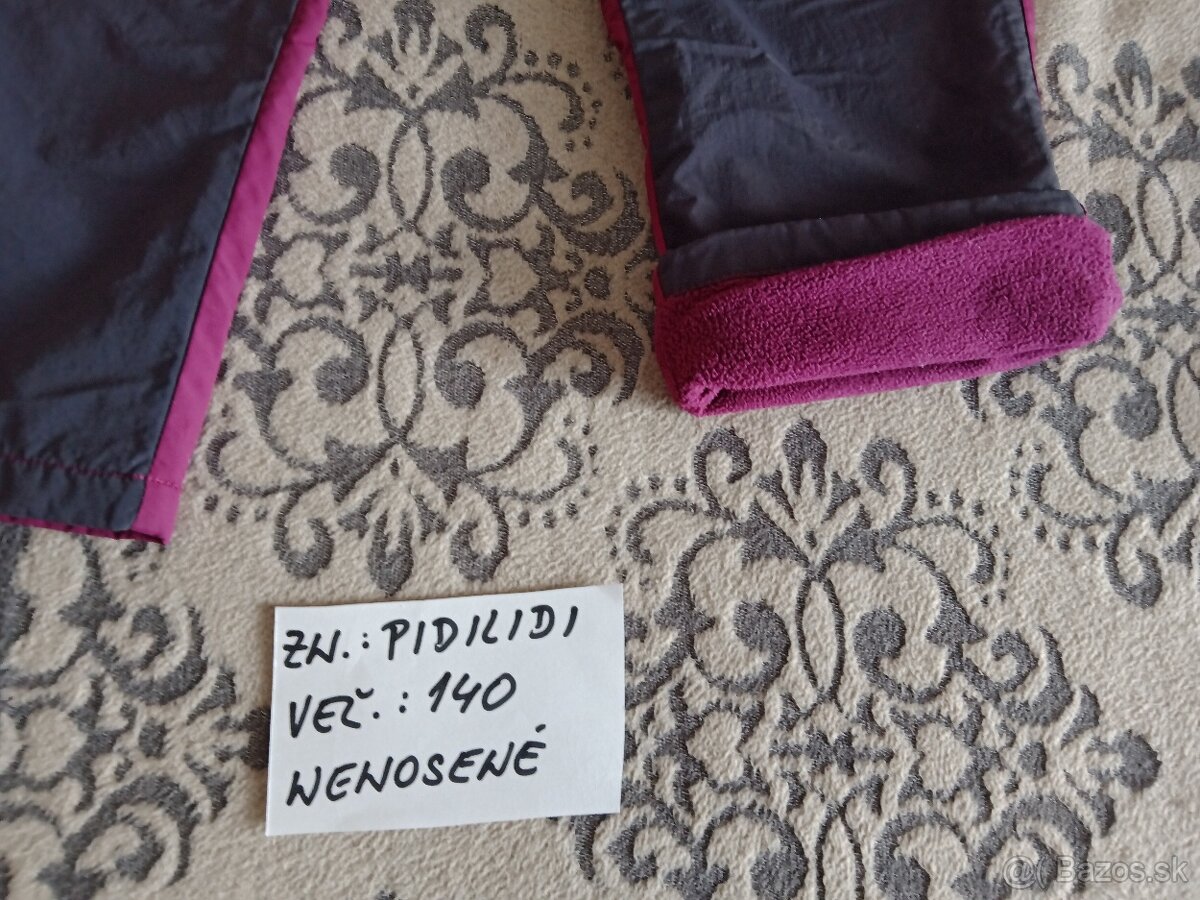 ZN.: PIDILIDI
VEĽ.: 140
NENOSENÉ
@ Bazos.sk